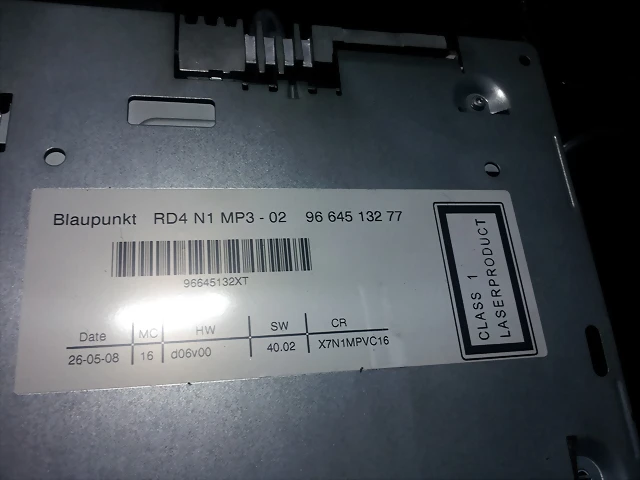 Blaupunkt RD4 N1 MP3 - 02 96 645 132 77
96645132XT
CLASS 1
LASERPRODUCT
Date MC HW SW CR
26-05-08 16 d06v00 40.02 X7N1MPVC16